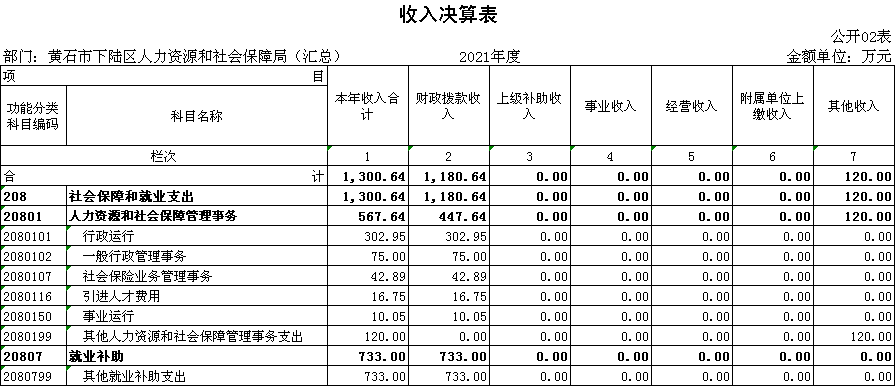 收入决算表
公开02表
部门：黄石市下陆区人力资源和社会保障局（汇总） 2021年度 金额单位：万元
项 目 本年收入合计 财政拨款收入 上级补助收入 事业收入 经营收入 附属单位上缴收入 其他收入
功能分类科目编码 科目名称
栏次 1 2 3 4 5 6 7
合 计 1,300.64 1,180.64 0.00 0.00 0.00 0.00 120.00
208 社会保障和就业支出 1,300.64 1,180.64 0.00 0.00 0.00 0.00 120.00
20801 人力资源和社会保障管理事务 567.64 447.64 0.00 0.00 0.00 0.00 120.00
2080101 行政运行 302.95 302.95 0.00 0.00 0.00 0.00 0.00
2080102 一般行政管理事务 75.00 75.00 0.00 0.00 0.00 0.00 0.00
2080107 社会保险业务管理事务 42.89 42.89 0.00 0.00 0.00 0.00 0.00
2080116 引进人才费用 16.75 16.75 0.00 0.00 0.00 0.00 0.00
2080150 事业运行 10.05 10.05 0.00 0.00 0.00 0.00 0.00
2080199 其他人力资源和社会保障管理事务支出 120.00 0.00 0.00 0.00 0.00 0.00 120.00
20807 就业补助 733.00 733.00 0.00 0.00 0.00 0.00 0.00
2080799 其他就业补助支出 733.00 733.00 0.00 0.00 0.00 0.00 0.00